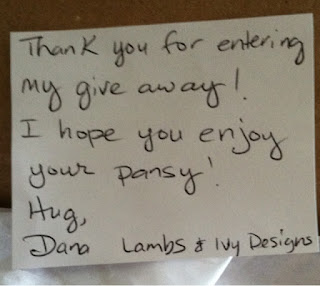 Thank you for entering
my give away!
I hope you enjoy
your pansy!
Hug,
Dana Lambs & Ivy Designs